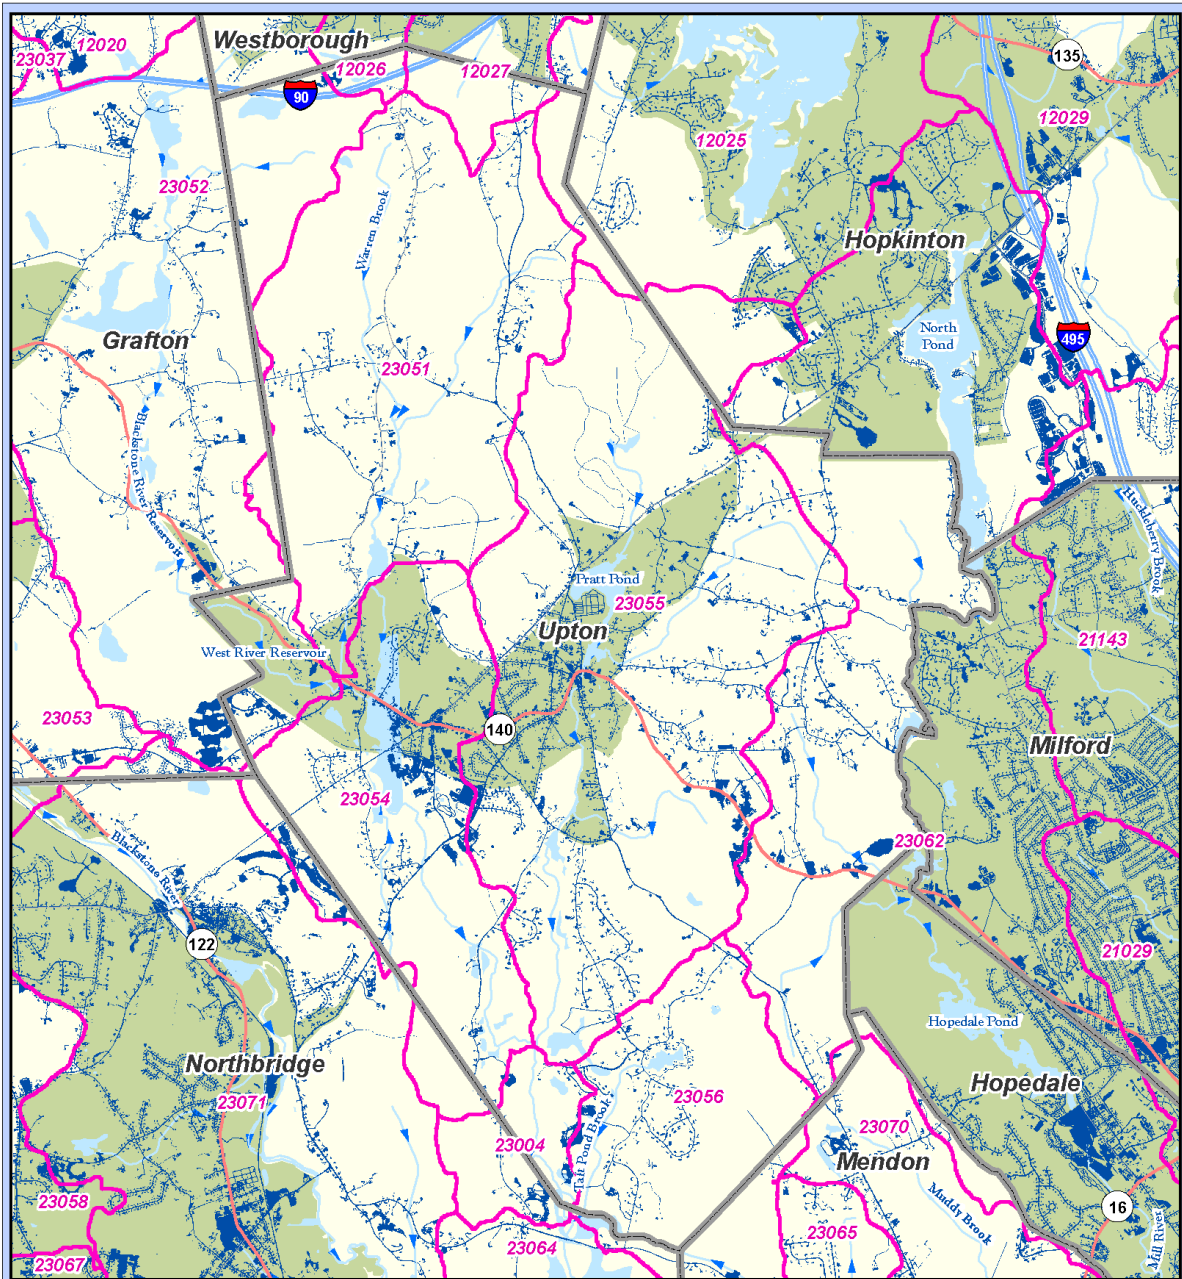 12020
23037
Westborough
12026
12027
90
135
12025
12029
23052
Warren Brook
Hopkinton
Grafton
North
Pond
495
23051
Blackstone River Reservoir
Huckleberry Brook
Pratt Pond
23055
Upton
21143
West River Reservoir
23053
140
Milford
23054
23062
Blackstone River
122
21029
Hopedale Pond
Northbridge
Hopedale
23071
23056
23070
23004
Mendon
23058
Muddy Brook
16
23065
Mill River
23064
23067